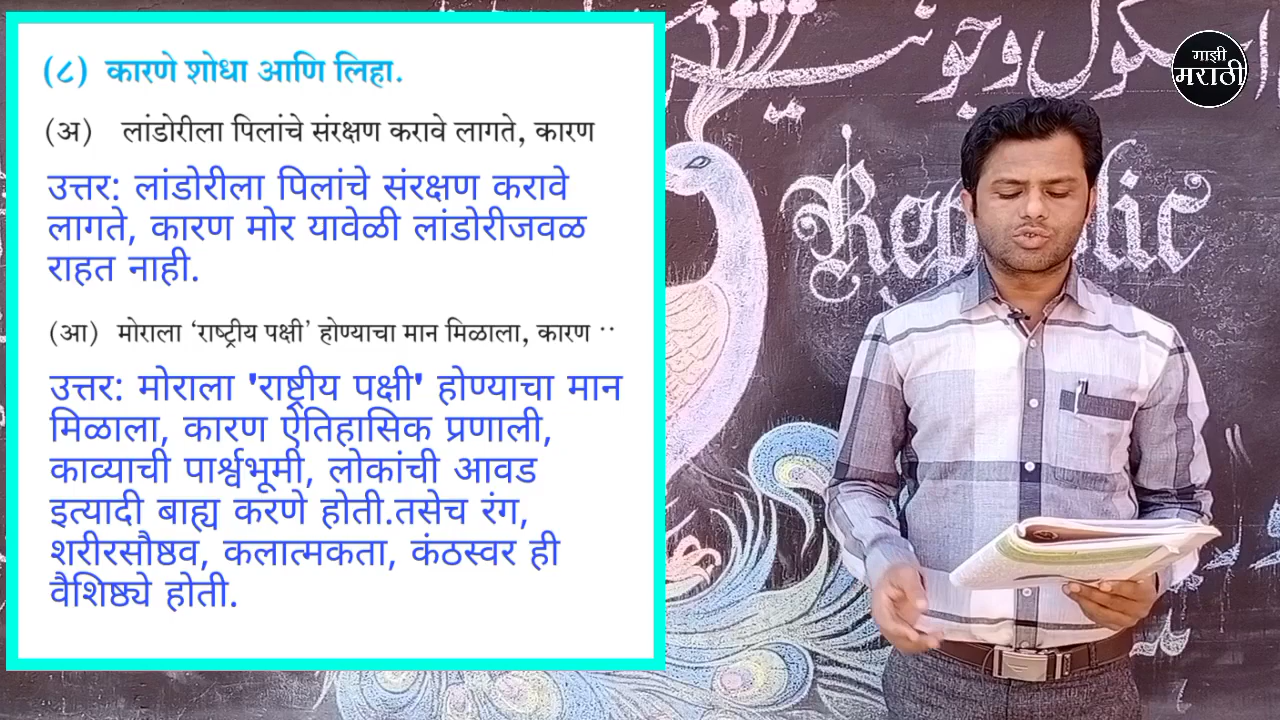 (८) कारणे शोधा आणि लिहा.
(अ) लांडोरीला पिलांचे संरक्षण करावे लागते, कारण
उत्तर: लांडोरीला पिलांचे संरक्षण करावे
लागते, कारण मोर यावेळी लांडोरीजवळ
राहत नाही.
(आ) मोराला ‘राष्ट्रीय पक्षी’ होण्याचा मान मिळाला, कारण ··
उत्तर: मोराला 'राष्ट्रीय पक्षी' होण्याचा मान
मिळाला, कारण ऐतिहासिक प्रणाली,
काव्याची पार्श्वभूमी, लोकांची आवड
इत्यादी बाह्य करणे होती.तसेच रंग,
शरीरसौष्ठव, कलात्मकता, कंठस्वर ही
वैशिष्ठ्ये होती.
माझी
मराठी